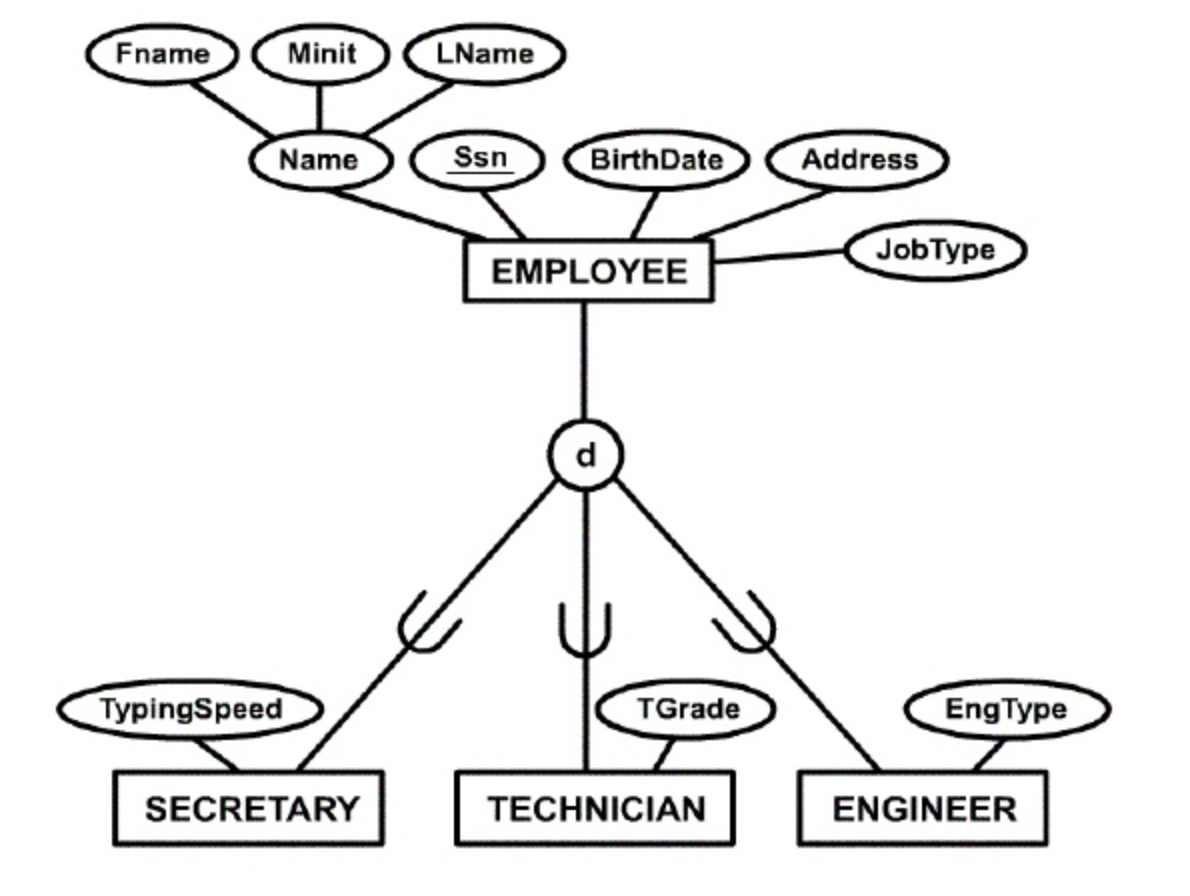 Fname
Minit
LName
Name
Ssn
BirthDate
Address
JobType
EMPLOYEE
d
TypingSpeed
TGrade
EngType
SECRETARY
TECHNICIAN
ENGINEER